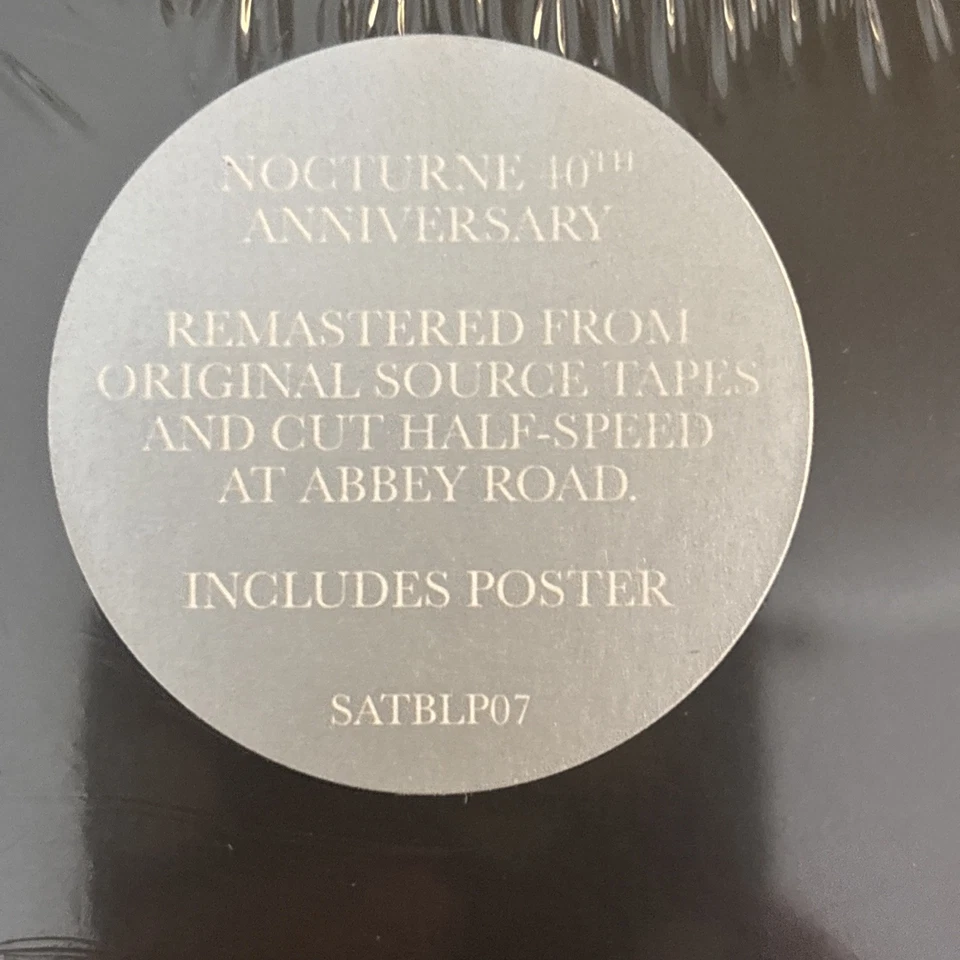 NOCTURNE 40TH
ANNIVERSARY
REMASTERED FROM
ORIGINAL SOURCE TAPES
AND CUT HALF-SPEED
AT ABBEY ROAD.
INCLUDES POSTER
SATBLP07